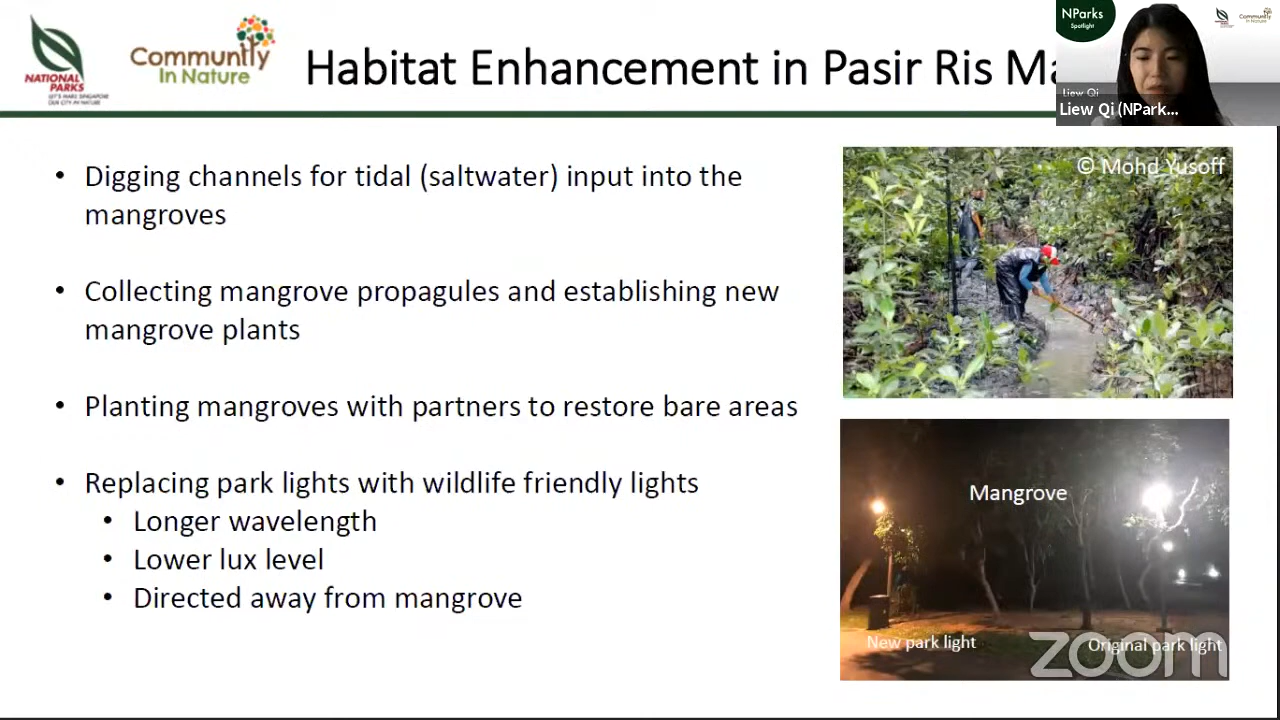 NATIONAL
PARKS
LET'S MAKE SINGAPORE
OUR CITY IN NATURE
Community
In Nature
Habitat Enhancement in Pasir Ris Ma
NParks
Spotlight
Liew Qi
Liew Qi (NPark...
• Digging channels for tidal (saltwater) input into the
mangroves
• Collecting mangrove propagules and establishing new
mangrove plants
• Planting mangroves with partners to restore bare areas
• Replacing park lights with wildlife friendly lights
• Longer wavelength
• Lower lux level
• Directed away from mangrove
© Mohd Yusoff
Mangrove
New park light
Original park light
zoom